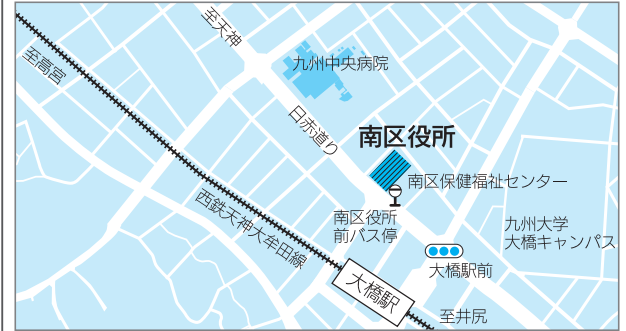 至天神
至高宮
九州中央病院
日赤通り
南区役所
南区保健福祉センター
西鉄天神大牟田線
南区役所
前バス停
九州大学
大橋キャンパス
大橋駅前
大橋駅
至井尻